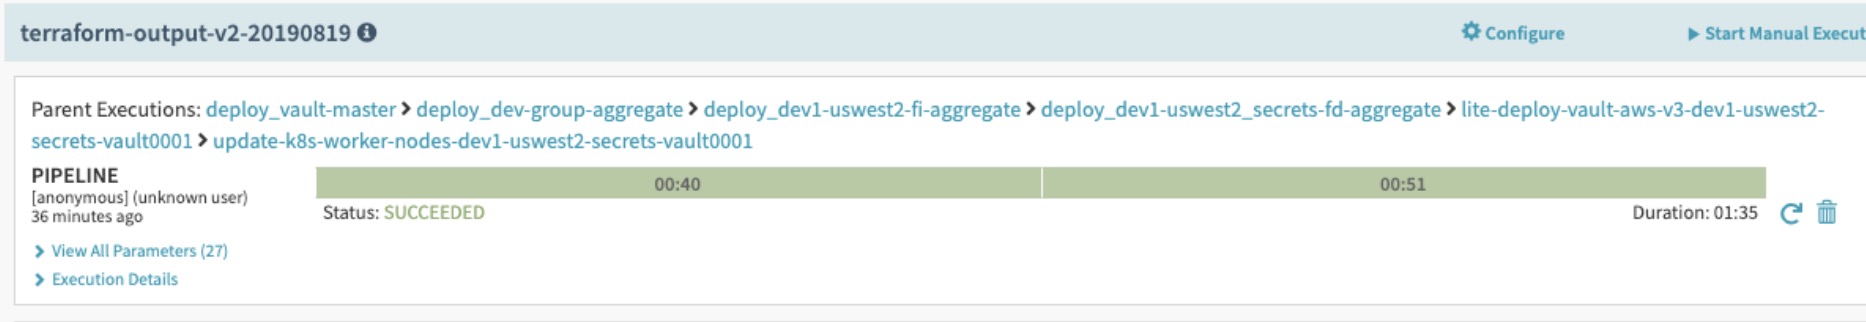 terraform-output-v2-20190819
Configure
Start Manual Execut
Parent Executions: deploy_vault-master > deploy_dev-group-aggregate > deploy_dev1-uswest2-fi-aggregate > deploy_dev1-uswest2_secrets-fd-aggregate > lite-deploy-vault-aws-v3-dev1-uswest2-
secrets-vault0001 > update-k8s-worker-nodes-dev1-uswest2-secrets-vault0001
PIPELINE
[anonymous] (unknown user)
36 minutes ago
00:40
00:51
Status: SUCCEEDED
Duration: 01:35
View All Parameters (27)
Execution Details